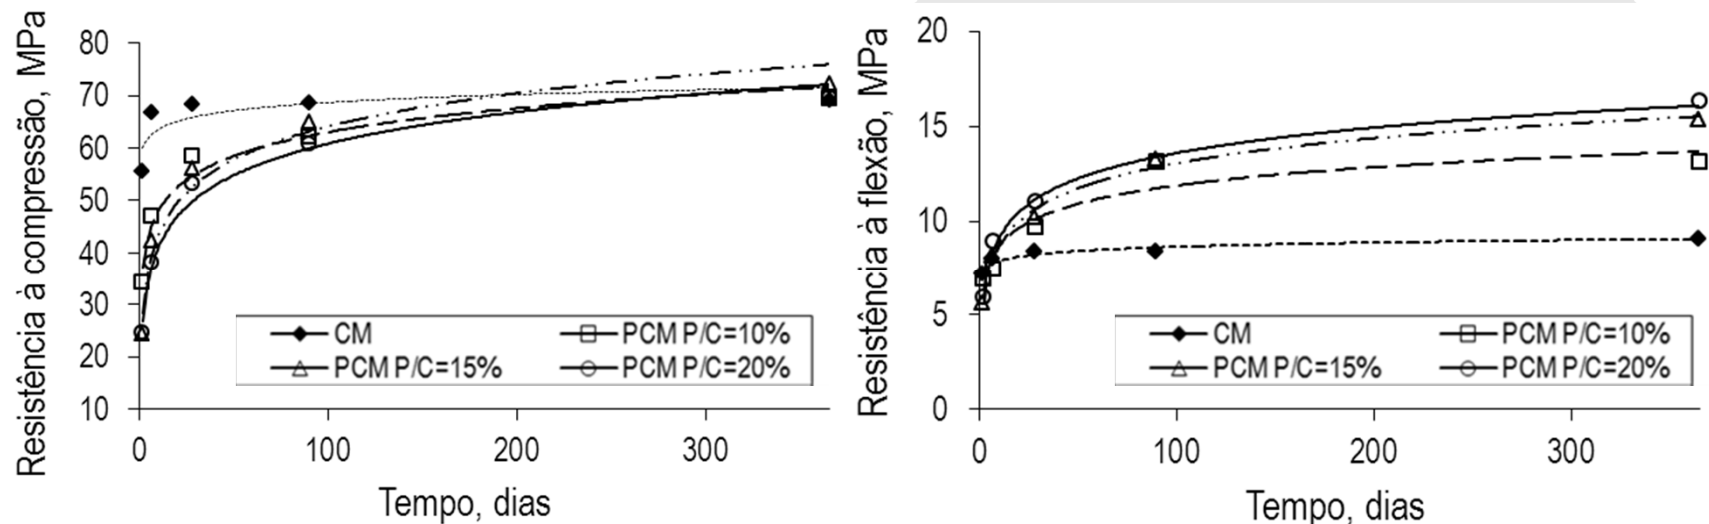 Resistência à compressão, MPa
80
70
60
50
40
30
20
10
0
100
200
300
Tempo, dias
CM
PCM P/C=10%
PCM P/C=15%
PCM P/C=20%
Resistência à flexão, MPa
20
15
10
5
0
0
100
200
300
Tempo, dias
CM
PCM P/C=10%
PCM P/C=15%
PCM P/C=20%